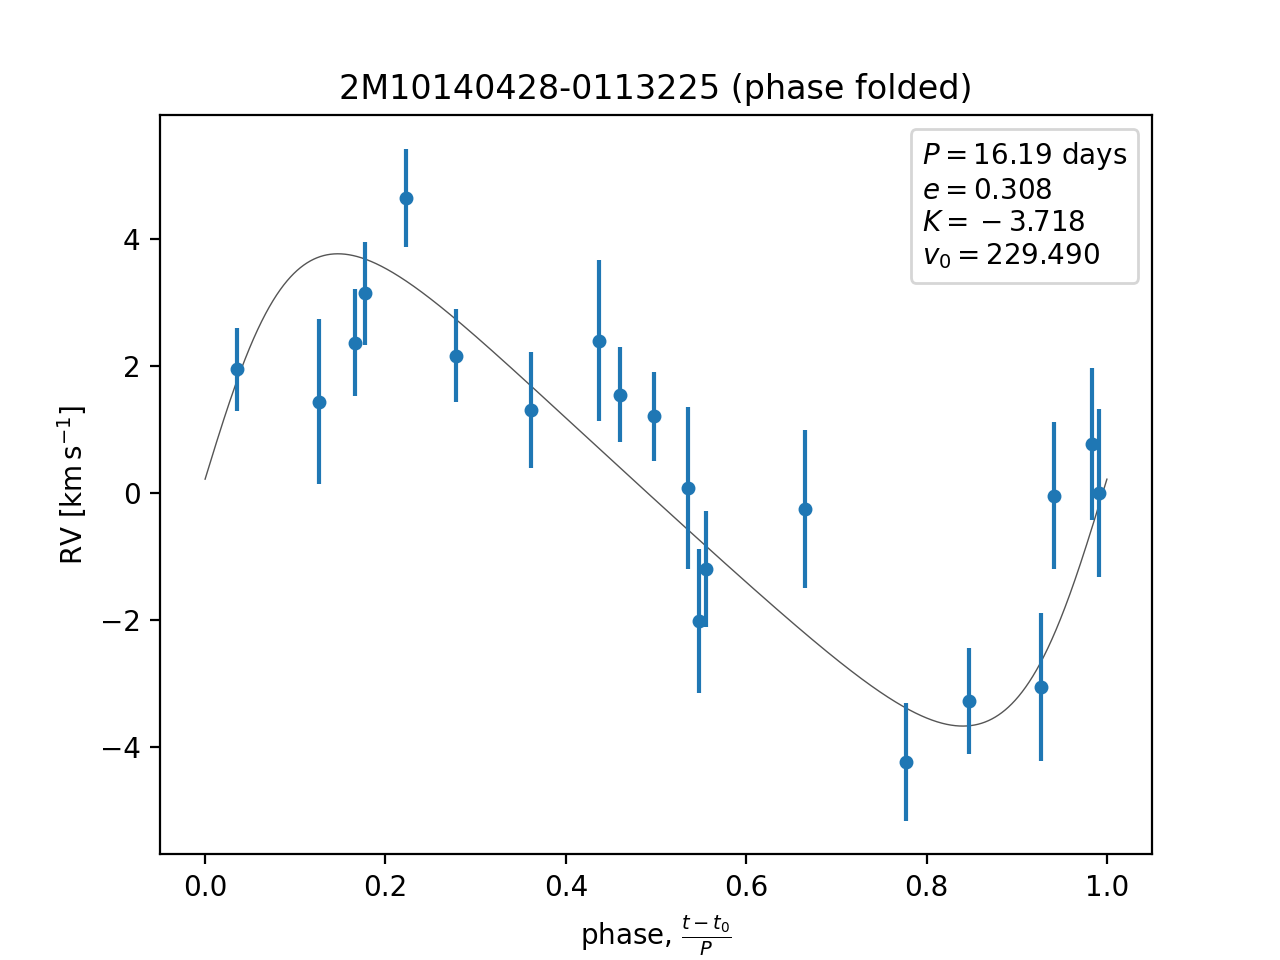 2M10140428-0113225 (phase folded)
P = 16.19 days
e = 0.308
K = −3.718
v₀ = 229.490
RV [km s⁻¹]
4
2
0
−2
−4
0.0 0.2 0.4 0.6 0.8 1.0
phase, (t − t₀)/P